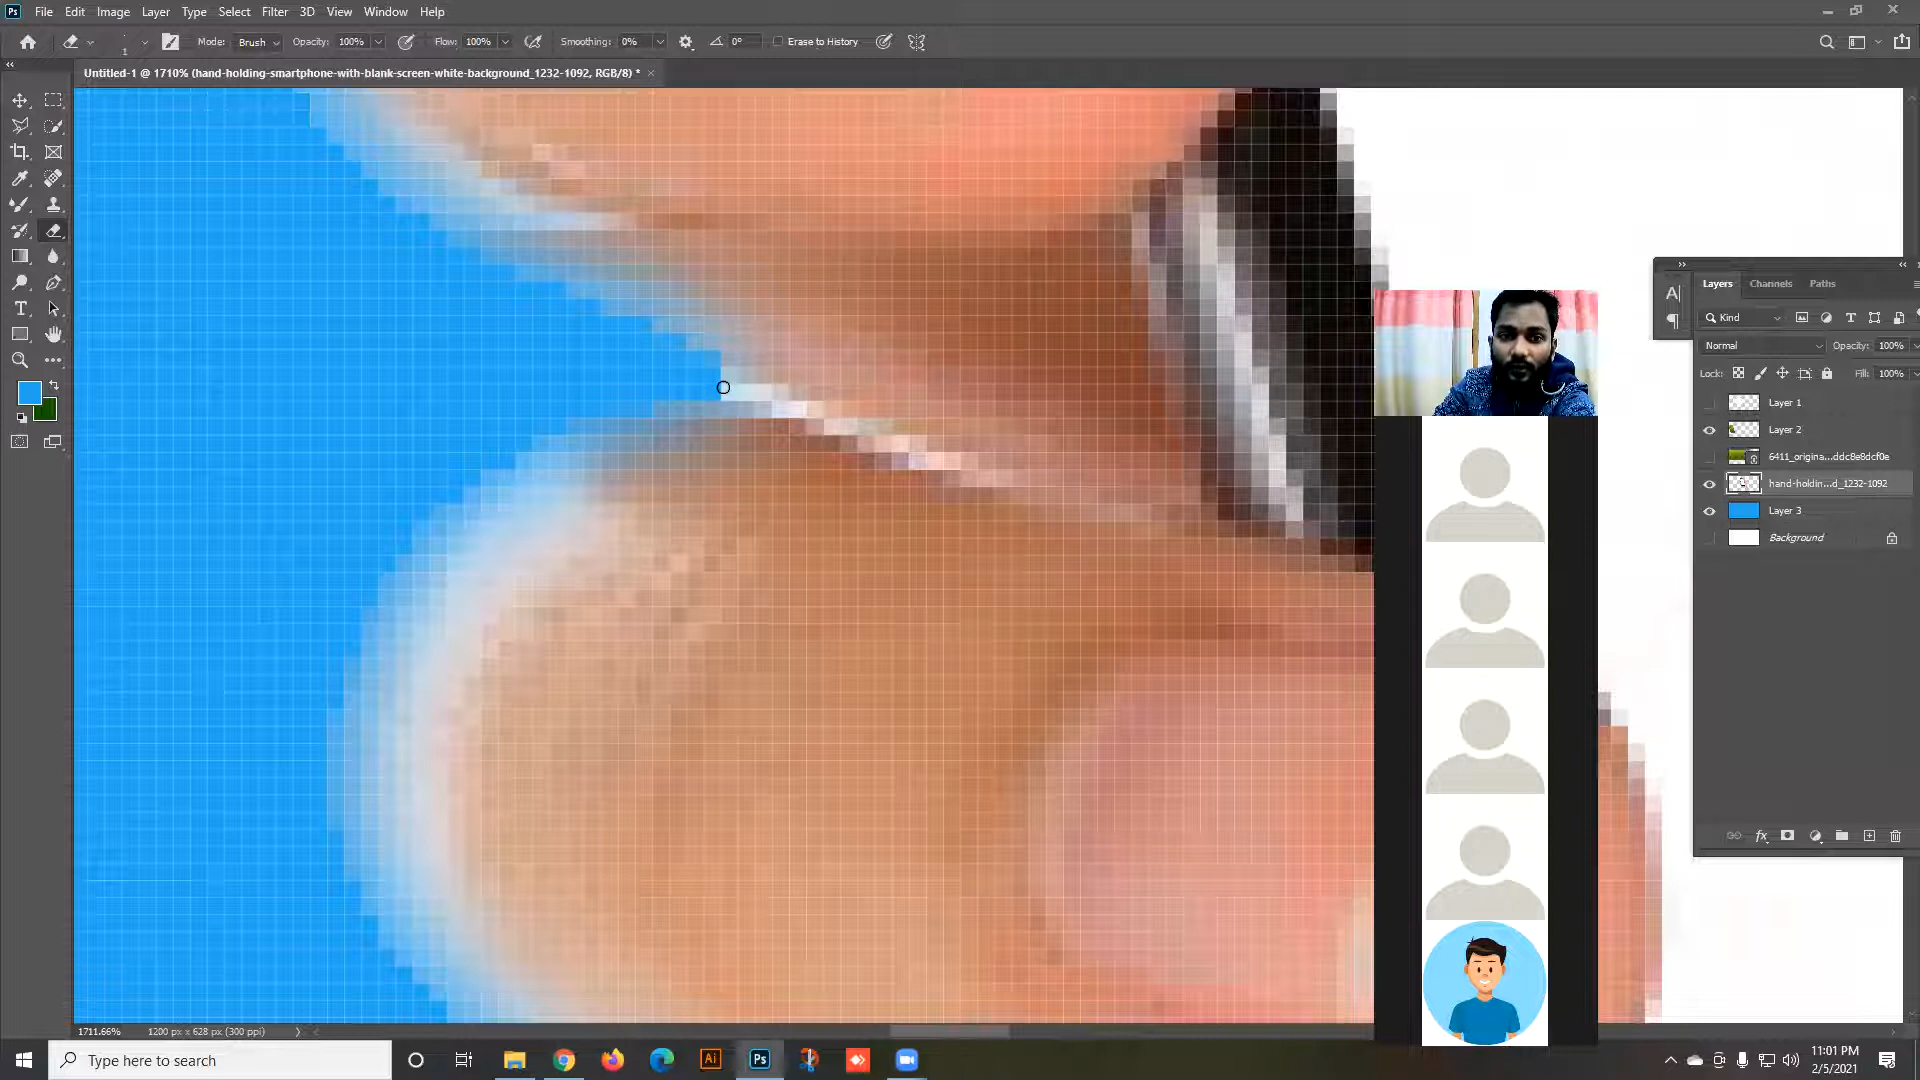 Ps File Edit Image Layer Type Select Filter 3D View Window Help
1 Mode: Brush Opacity: 100% Flow: 100% Smoothing: 0% 0° Erase to History
Untitled-1 @ 1710% (hand-holding-smartphone-with-blank-screen-white-background_1232-1092, RGB/8) * ×
Layers Channels Paths
Kind
Normal Opacity: 100%
Lock: Fill: 100%
Layer 1
Layer 2
6411_origina...ddc8e8dcf0e
hand-holdin...d_1232-1092
Layer 3
Background
1711.66% 1200 px x 628 px (300 ppi)
Type here to search
Ai Ps
11:01 PM
2/5/2021